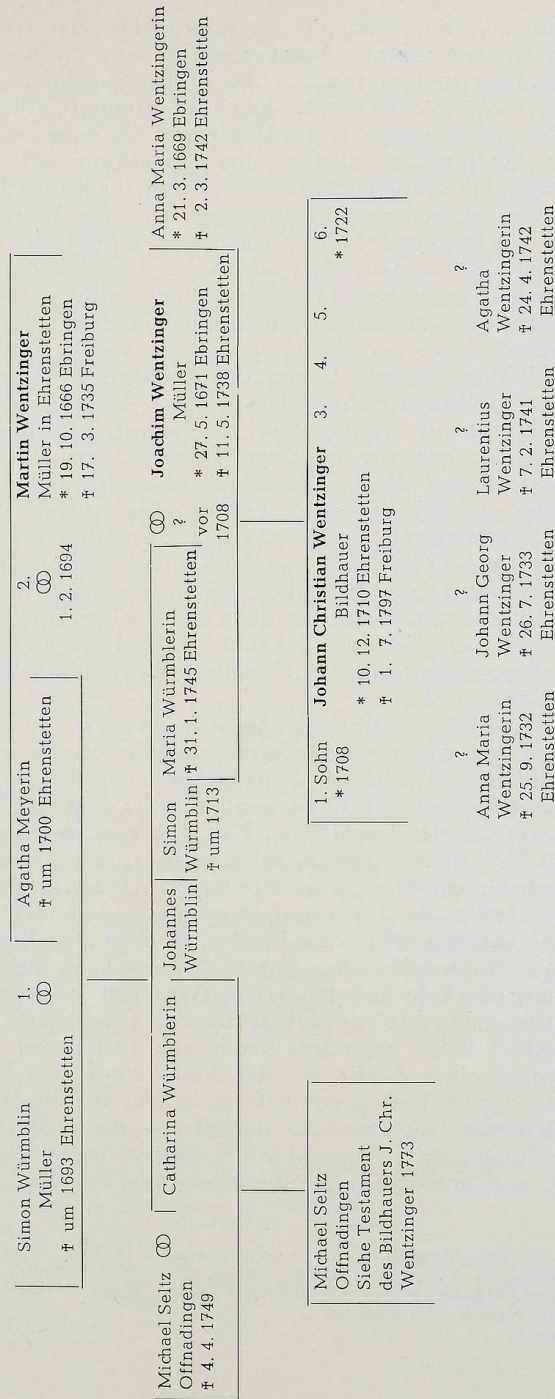 Simon Würmblin
Müller
✝ um 1693 Ehrenstetten
1.
⚭
Agatha Meyerin
✝ um 1700 Ehrenstetten
2.
⚭
1. 2. 1694
Martin Wentzinger
Müller in Ehrenstetten
* 19. 10. 1666 Ebringen
✝ 17. 3. 1735 Freiburg
Michael Seltz ⚭
Offnadingen
✝ 4. 4. 1749
Catharina Würmblerin
Johannes
Würmblin
Simon
Würmblin
✝ um 1713
Maria Würmblerin
✝ 31. 1. 1745 Ehrenstetten
⚭
?
vor
1708
Joachim Wentzinger
Müller
* 27. 5. 1671 Ebringen
✝ 11. 5. 1738 Ehrenstetten
Anna Maria Wentzingerin
* 21. 3. 1669 Ebringen
✝ 2. 3. 1742 Ehrenstetten
Michael Seltz
Offnadingen
Siehe Testament
des Bildhauers J. Chr.
Wentzinger 1773
1. Sohn
* 1708
Johann Christian Wentzinger
Bildhauer
* 10. 12. 1710 Ehrenstetten
✝ 1. 7. 1797 Freiburg
3.
4.
5.
6.
* 1722
?
Anna Maria
Wentzingerin
✝ 25. 9. 1732
Ehrenstetten
?
Johann Georg
Wentzinger
✝ 26. 7. 1733
Ehrenstetten
?
Laurentius
Wentzinger
✝ 7. 2. 1741
Ehrenstetten
?
Agatha
Wentzingerin
✝ 24. 4. 1742
Ehrenstetten